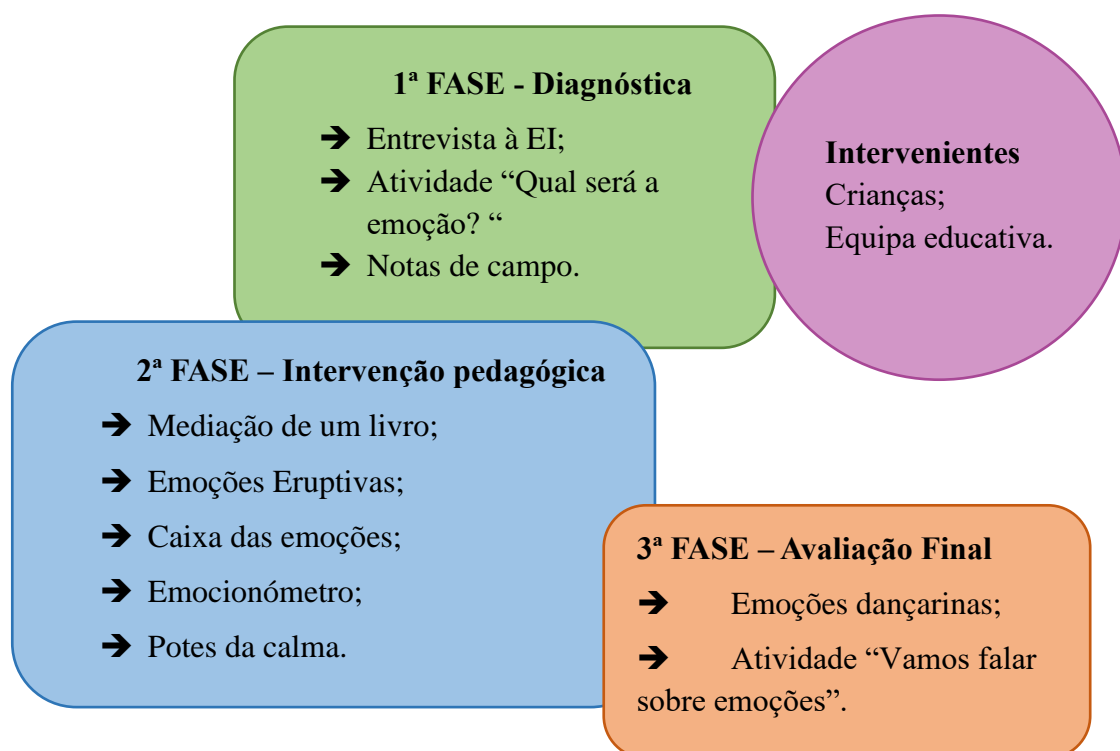 1ª FASE - Diagnóstica
➔ Entrevista à EI;
➔ Atividade “Qual será a
emoção? “
➔ Notas de campo.
Intervenientes
Crianças;
Equipa educativa.
2ª FASE – Intervenção pedagógica
➔ Mediação de um livro;
➔ Emoções Eruptivas;
➔ Caixa das emoções;
➔ Emocionómetro;
➔ Potes da calma.
3ª FASE – Avaliação Final
➔ Emoções dançarinas;
➔ Atividade “Vamos falar
sobre emoções”.